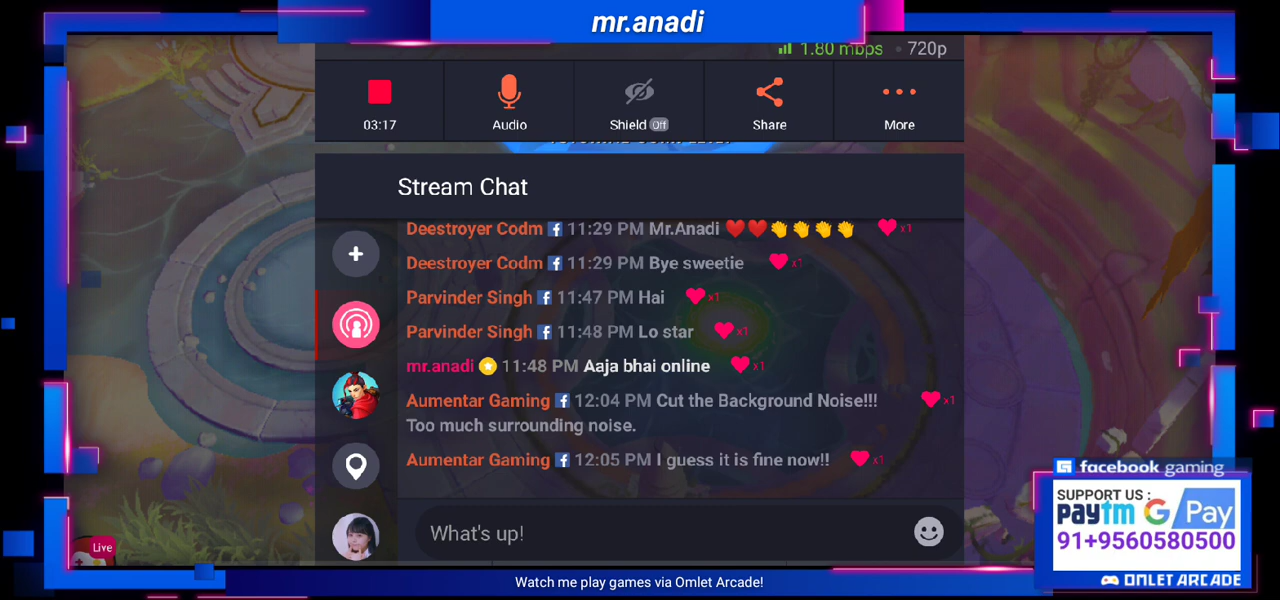 mr.anadi
1.80 mbps • 720p
03:17
Audio
Shield Off
Share
More
Stream Chat
Deestroyer Codm 11:29 PM Mr.Anadi ❤️❤️👏👏👏👏 x1
Deestroyer Codm 11:29 PM Bye sweetie x1
Parvinder Singh 11:47 PM Hai x1
Parvinder Singh 11:48 PM Lo star x1
mr.anadi 11:48 PM Aaja bhai online x1
Aumentar Gaming 12:04 PM Cut the Background Noise!!! x1
Too much surrounding noise.
Aumentar Gaming 12:05 PM I guess it is fine now!! x1
What's up!
Live
facebook gaming
SUPPORT US :
paytm G Pay
91+9560580500
OMLET ARCADE
Watch me play games via Omlet Arcade!